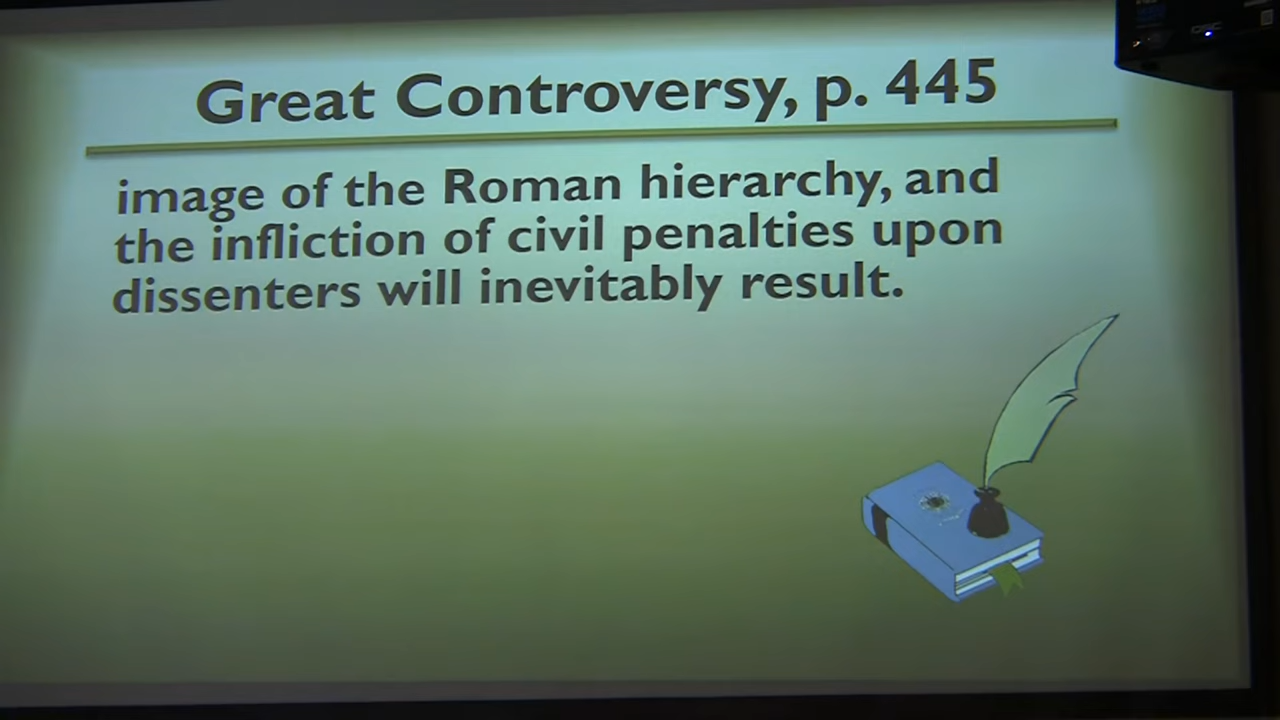 Great Controversy, p. 445
image of the Roman hierarchy, and
the infliction of civil penalties upon
dissenters will inevitably result.